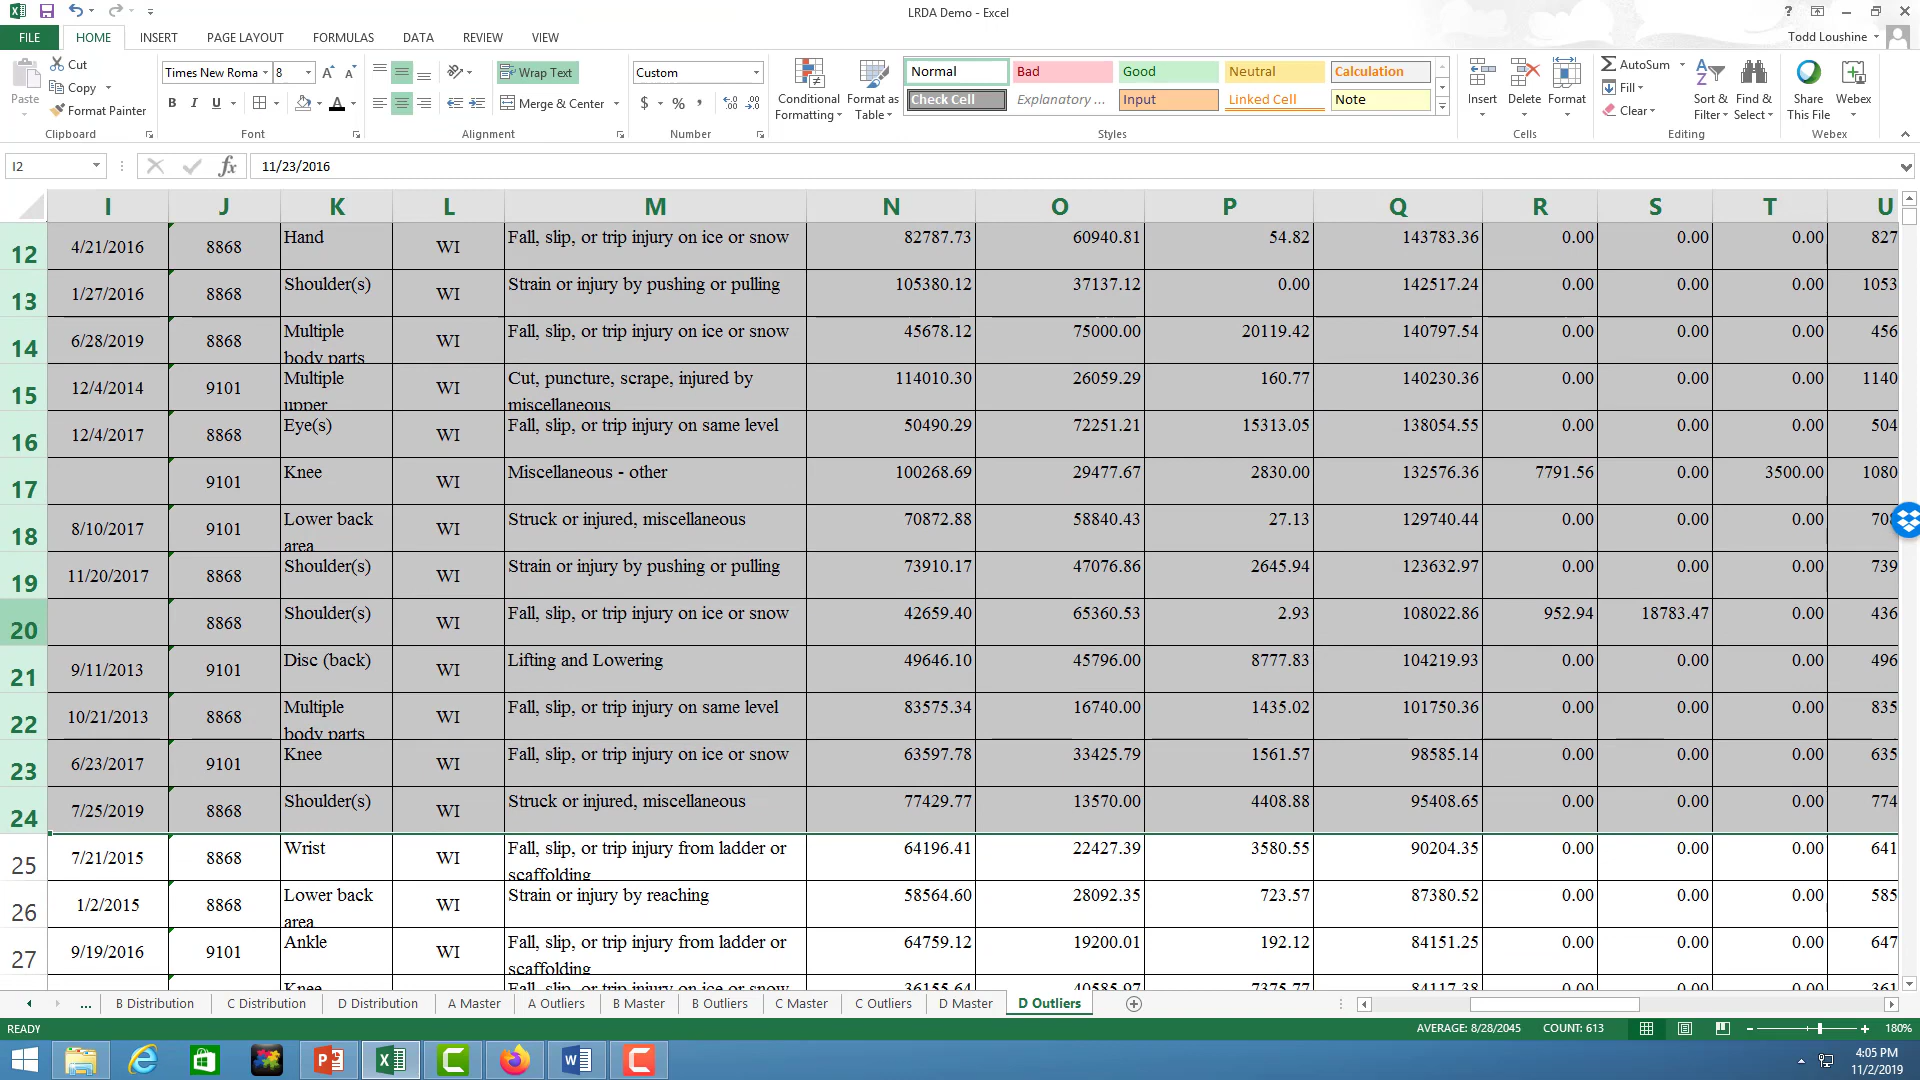 LRDA Demo - Excel
?
FILE HOME INSERT PAGE LAYOUT FORMULAS DATA REVIEW VIEW
Todd Loushine
Paste
Cut
Copy
Format Painter
Clipboard
Times New Roma 8
B I U
Font
Wrap Text
Merge & Center
Alignment
Custom
$ % ,
Number
Conditional Formatting
Format as Table
Normal Bad Good Neutral Calculation
Check Cell Explanatory ... Input Linked Cell Note
Styles
Insert Delete Format
Cells
AutoSum
Fill
Clear
Sort & Filter
Find & Select
Editing
Share This File
Webex
Webex
I2 fx 11/23/2016
I J K L M N O P Q R S T U
12 4/21/2016 8868 Hand WI Fall, slip, or trip injury on ice or snow 82787.73 60940.81 54.82 143783.36 0.00 0.00 0.00 827
13 1/27/2016 8868 Shoulder(s) WI Strain or injury by pushing or pulling 105380.12 37137.12 0.00 142517.24 0.00 0.00 0.00 1053
14 6/28/2019 8868 Multiple body parts WI Fall, slip, or trip injury on ice or snow 45678.12 75000.00 20119.42 140797.54 0.00 0.00 0.00 456
15 12/4/2014 9101 Multiple upper WI Cut, puncture, scrape, injured by miscellaneous 114010.30 26059.29 160.77 140230.36 0.00 0.00 0.00 1140
16 12/4/2017 8868 Eye(s) WI Fall, slip, or trip injury on same level 50490.29 72251.21 15313.05 138054.55 0.00 0.00 0.00 504
17 9101 Knee WI Miscellaneous - other 100268.69 29477.67 2830.00 132576.36 7791.56 0.00 3500.00 1080
18 8/10/2017 9101 Lower back area WI Struck or injured, miscellaneous 70872.88 58840.43 27.13 129740.44 0.00 0.00 0.00 708
19 11/20/2017 8868 Shoulder(s) WI Strain or injury by pushing or pulling 73910.17 47076.86 2645.94 123632.97 0.00 0.00 0.00 739
20 8868 Shoulder(s) WI Fall, slip, or trip injury on ice or snow 42659.40 65360.53 2.93 108022.86 952.94 18783.47 0.00 436
21 9/11/2013 9101 Disc (back) WI Lifting and Lowering 49646.10 45796.00 8777.83 104219.93 0.00 0.00 0.00 496
22 10/21/2013 8868 Multiple body parts WI Fall, slip, or trip injury on same level 83575.34 16740.00 1435.02 101750.36 0.00 0.00 0.00 835
23 6/23/2017 9101 Knee WI Fall, slip, or trip injury on ice or snow 63597.78 33425.79 1561.57 98585.14 0.00 0.00 0.00 635
24 7/25/2019 8868 Shoulder(s) WI Struck or injured, miscellaneous 77429.77 13570.00 4408.88 95408.65 0.00 0.00 0.00 774
25 7/21/2015 8868 Wrist WI Fall, slip, or trip injury from ladder or scaffolding 64196.41 22427.39 3580.55 90204.35 0.00 0.00 0.00 641
26 1/2/2015 8868 Lower back area WI Strain or injury by reaching 58564.60 28092.35 723.57 87380.52 0.00 0.00 0.00 585
27 9/19/2016 9101 Ankle WI Fall, slip, or trip injury from ladder or scaffolding 64759.12 19200.01 192.12 84151.25 0.00 0.00 0.00 647
Knee Fall, slip, or trip injury on ice or snow 36155.64 40585.97 7375.77 84117.38 0.00 0.00 0.00 361
... B Distribution C Distribution D Distribution A Master A Outliers B Master B Outliers C Master C Outliers D Master D Outliers
READY AVERAGE: 8/28/2045 COUNT: 613 180%
4:05 PM
11/2/2019